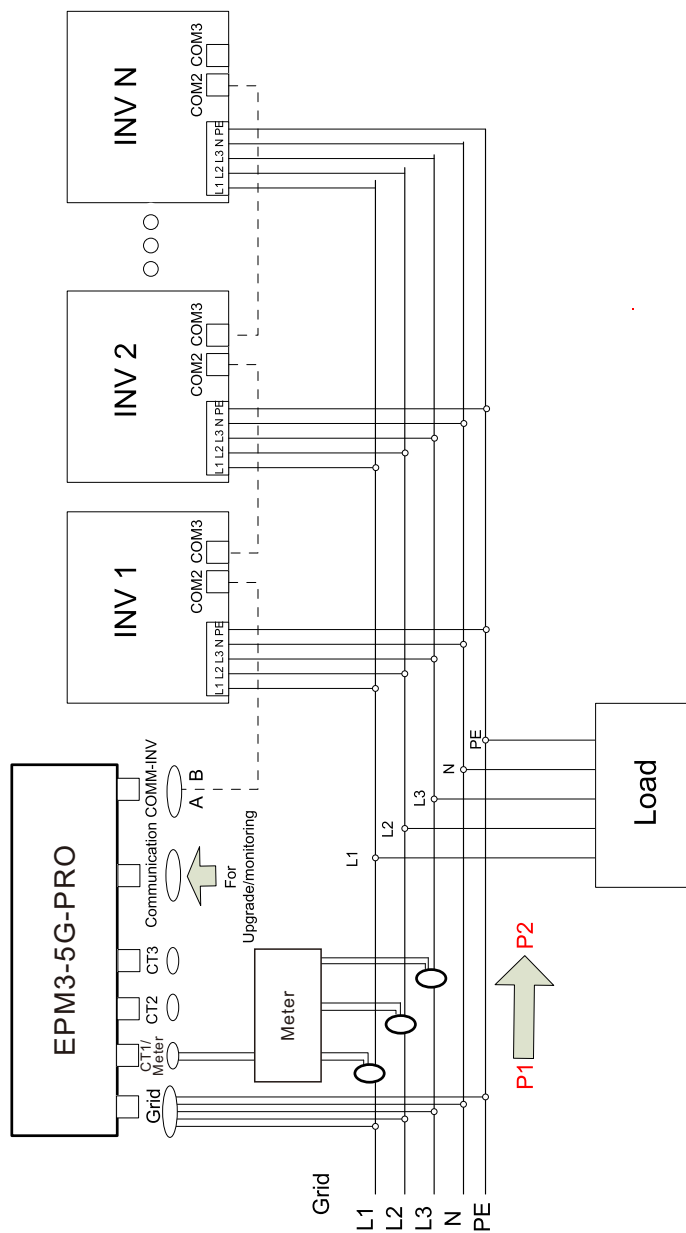 EPM3-5G-PRO
Grid
CT1/
Meter
CT2
CT3
Communication
COMM-INV
A B
For
Upgrade/monitoring
Meter
INV 1
L1 L2 L3 N PE
COM2 COM3
INV 2
L1 L2 L3 N PE
COM2 COM3
INV N
L1 L2 L3 N PE
COM2 COM3
Grid
L1
L2
L3
N
PE
L1
L2
L3
N
PE
P1 P2
Load